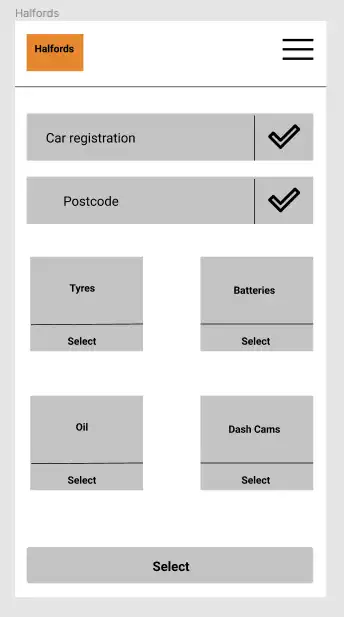 Halfords
Halfords
Car registration
Postcode
Tyres
Batteries
Select
Select
Oil
Dash Cams
Select
Select
Select